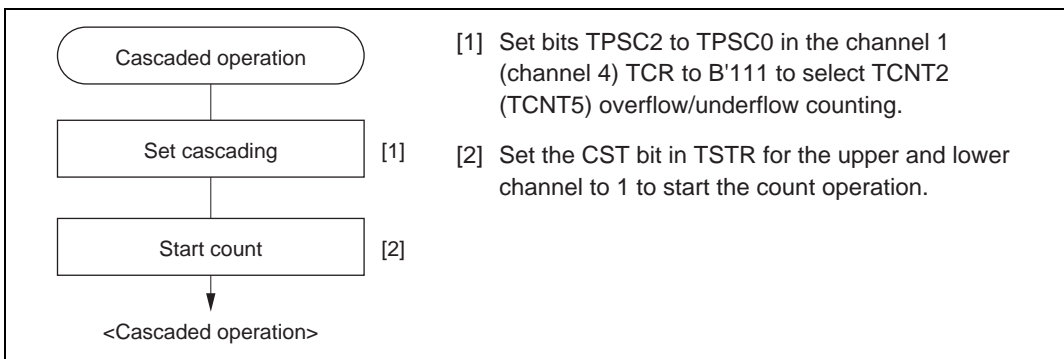 Cascaded operation
Set cascading [1]
Start count [2]
<Cascaded operation>
[1] Set bits TPSC2 to TPSC0 in the channel 1
(channel 4) TCR to B'111 to select TCNT2
(TCNT5) overflow/underflow counting.
[2] Set the CST bit in TSTR for the upper and lower
channel to 1 to start the count operation.